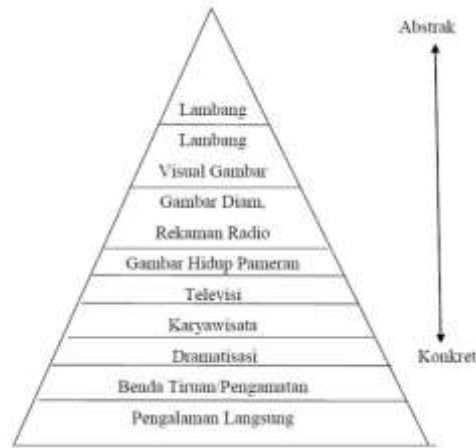 Abstrak
Lambang
Lambang
Visual Gambar
Gambar Diam,
Rekaman Radio
Gambar Hidup Pameran
Televisi
Karyawisata
Dramatisasi
Konkret
Benda Tiruan/Pengamatan
Pengalaman Langsung